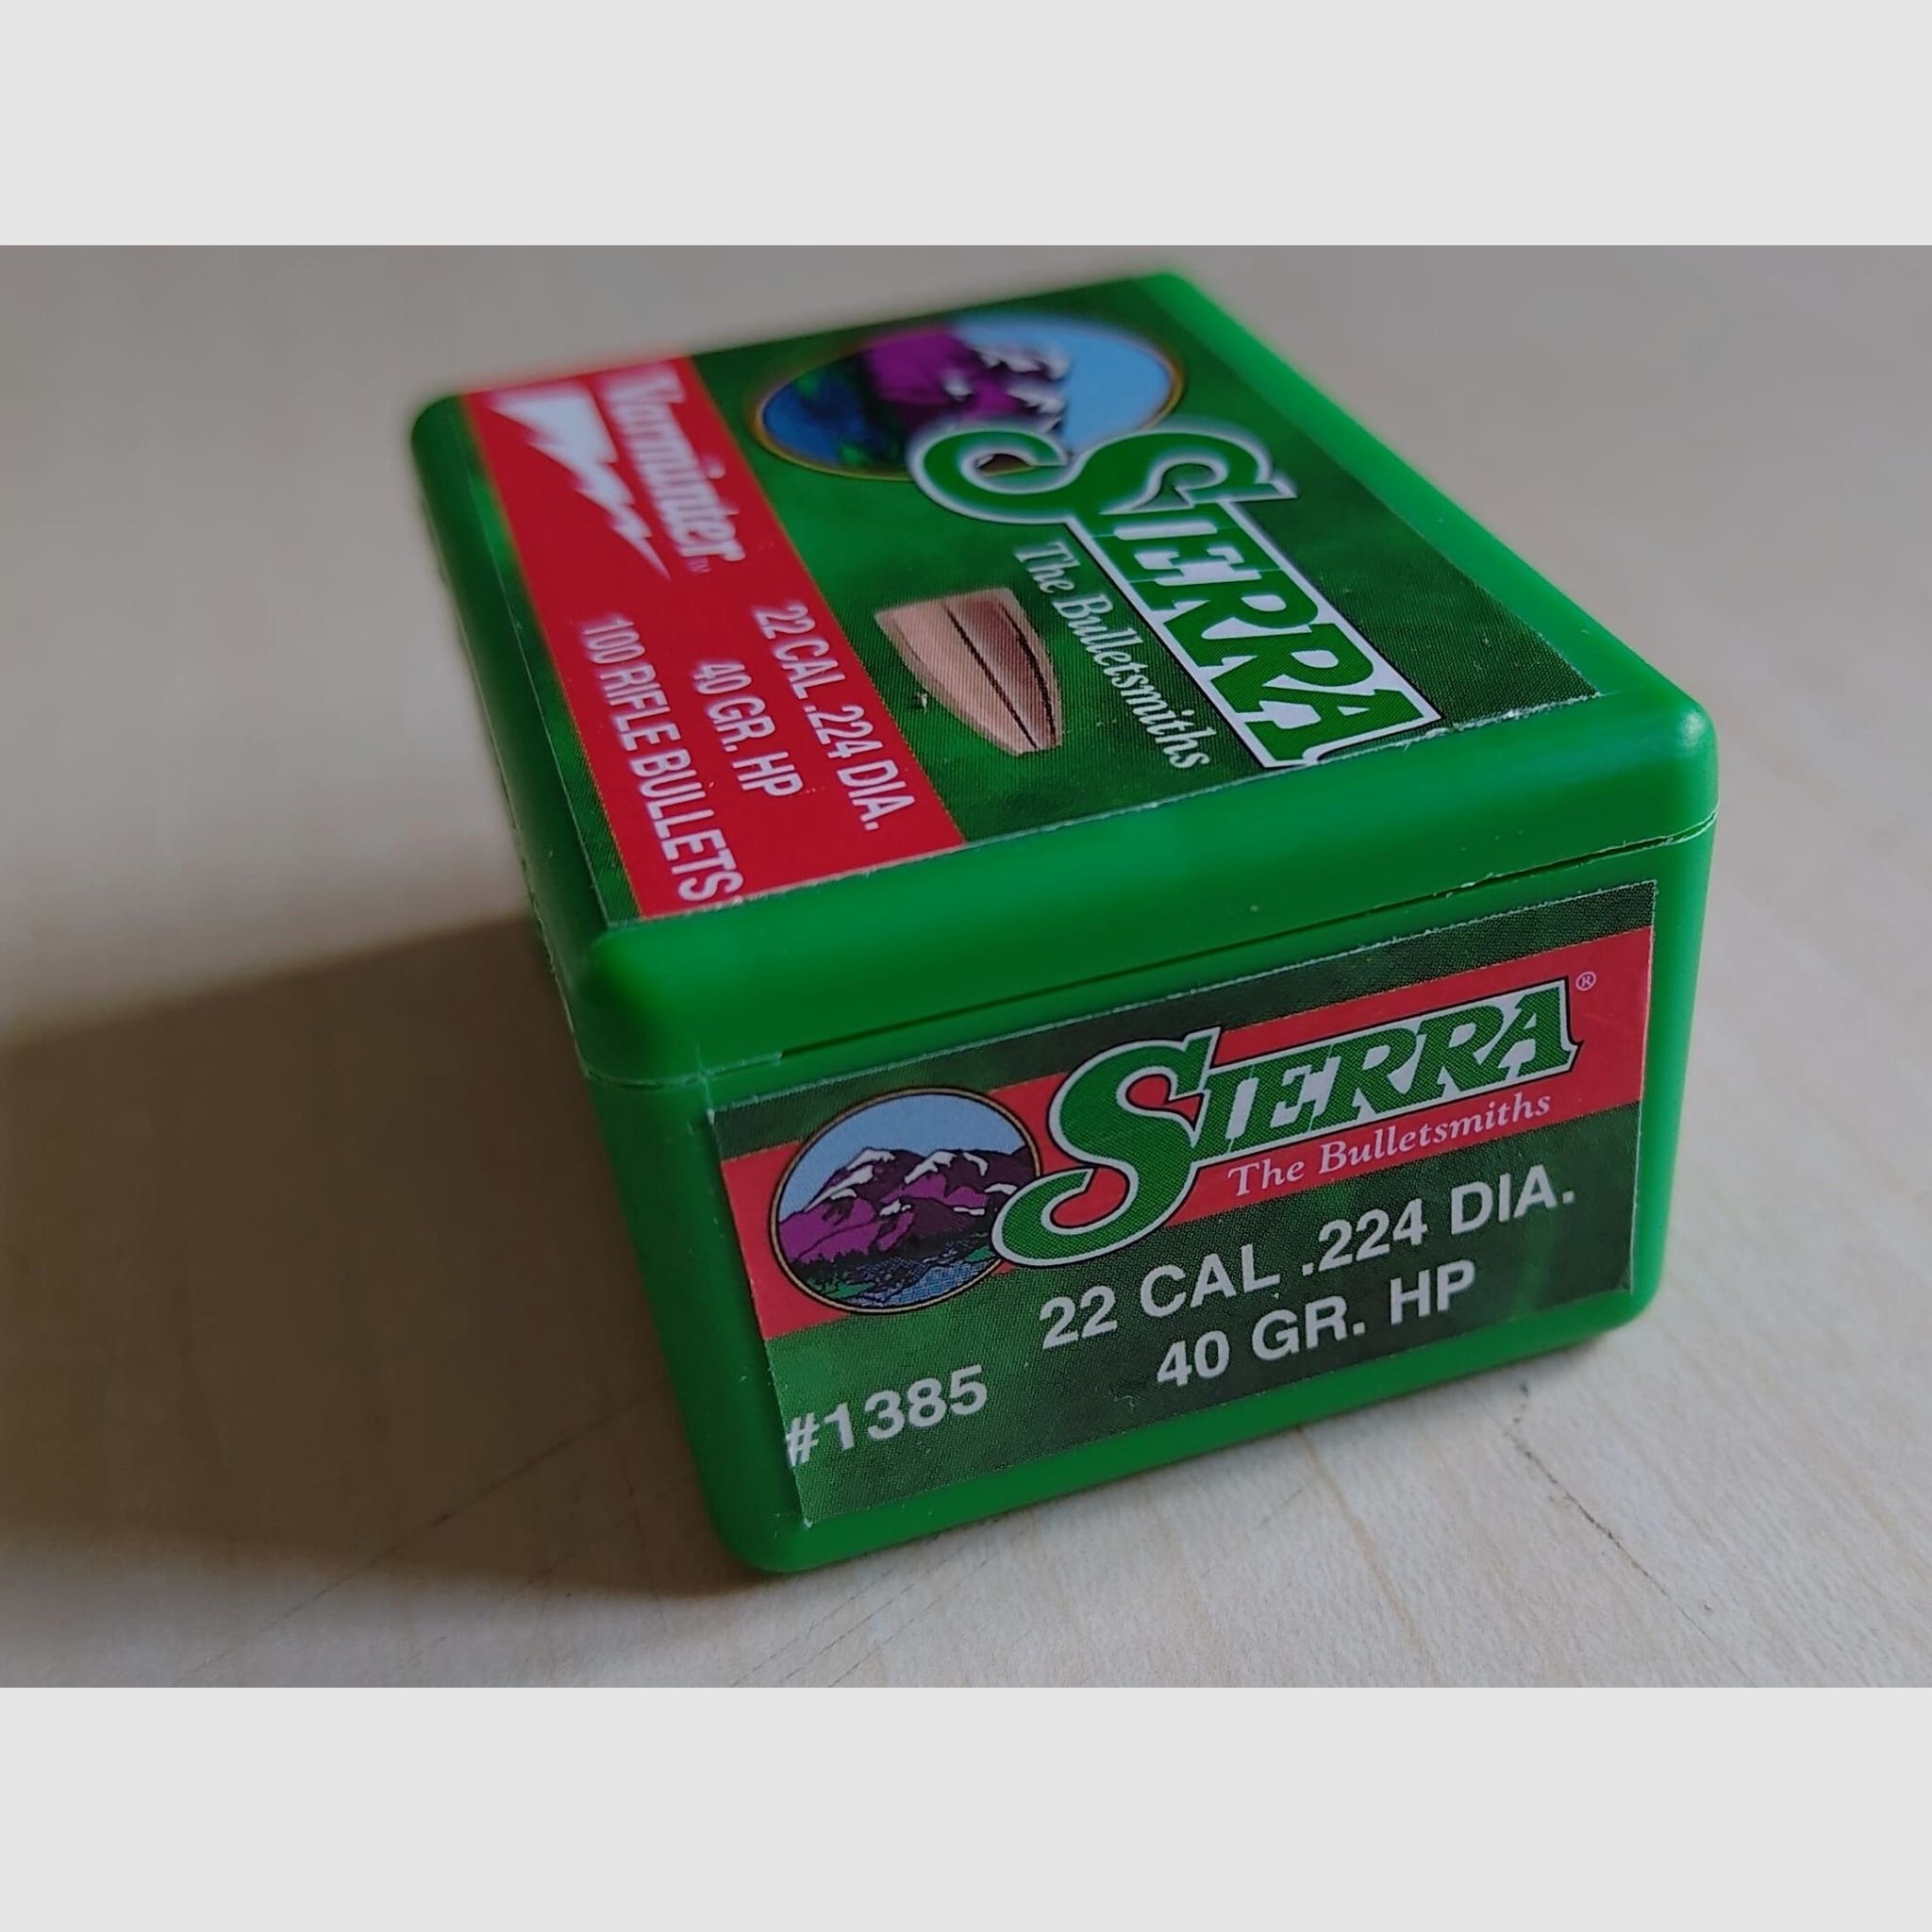 SIERRA
The Bulletsmiths
Varminter™
22 CAL .224 DIA.
40 GR. HP
100 RIFLE BULLETS
SIERRA®
The Bulletsmiths
22 CAL .224 DIA.
40 GR. HP
#1385